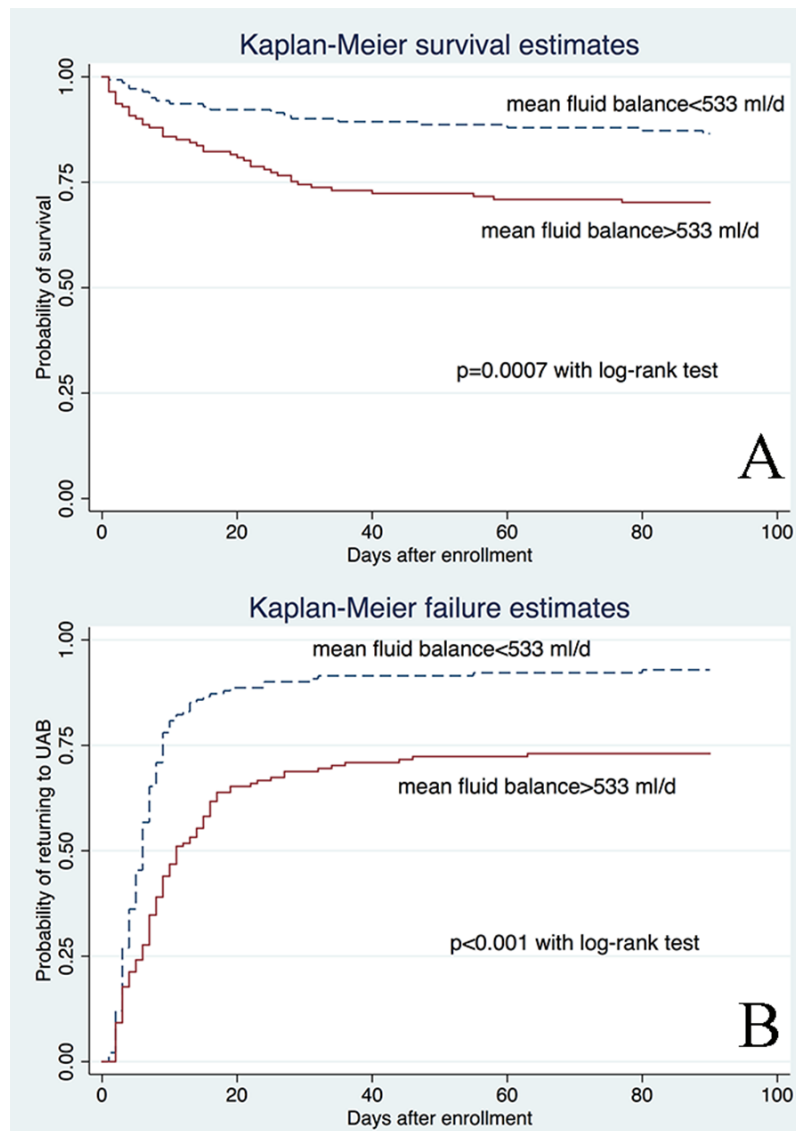 Kaplan-Meier survival estimates
Probability of survival
1.00
0.75
0.50
0.25
0.00
mean fluid balance<533 ml/d
mean fluid balance>533 ml/d
p=0.0007 with log-rank test
A
0 20 40 60 80 100
Days after enrollment
Kaplan-Meier failure estimates
Probability of returning to UAB
1.00
0.75
0.50
0.25
0.00
mean fluid balance<533 ml/d
mean fluid balance>533 ml/d
p<0.001 with log-rank test
B
0 20 40 60 80 100
Days after enrollment